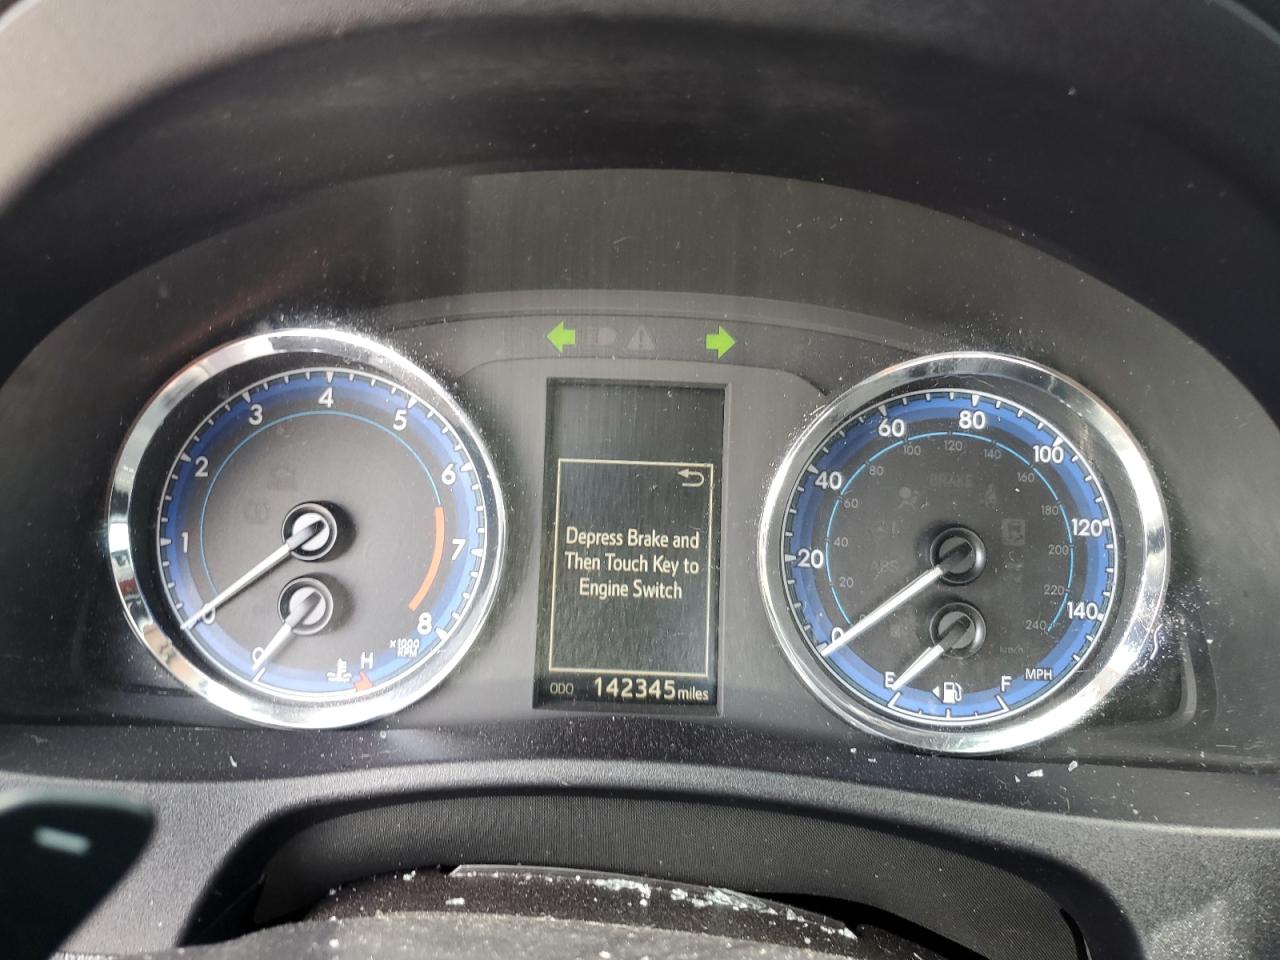 0 1 2 3 4 5 6 7 8
x1000
RPM
C
H
Depress Brake and
Then Touch Key to
Engine Switch
ODO 142345 miles
0 20 40 60 80 100 120 140
20 40 60 80 100 120 140 160 180 200 220 240
BRAKE
ABS
km/h
MPH
E
F